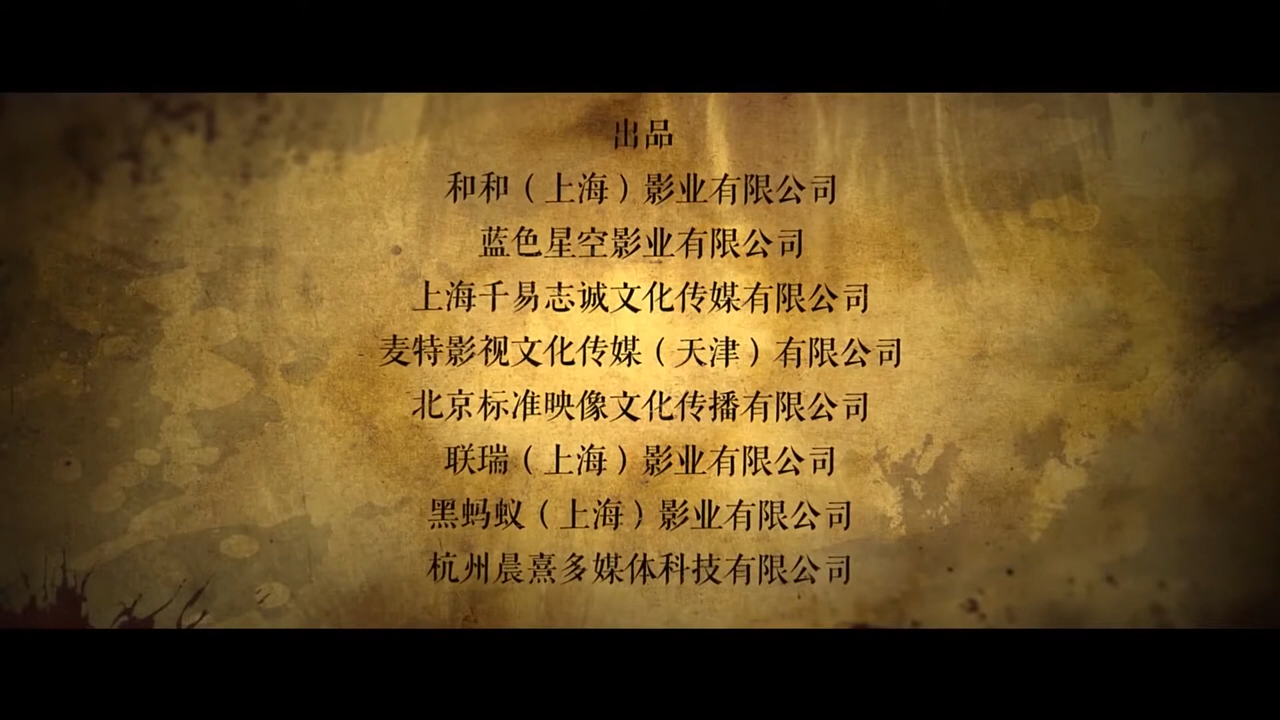 出品
和和（上海）影业有限公司
蓝色星空影业有限公司
上海千易志诚文化传媒有限公司
麦特影视文化传媒（天津）有限公司
北京标准映像文化传播有限公司
联瑞（上海）影业有限公司
黑蚂蚁（上海）影业有限公司
杭州晨熹多媒体科技有限公司